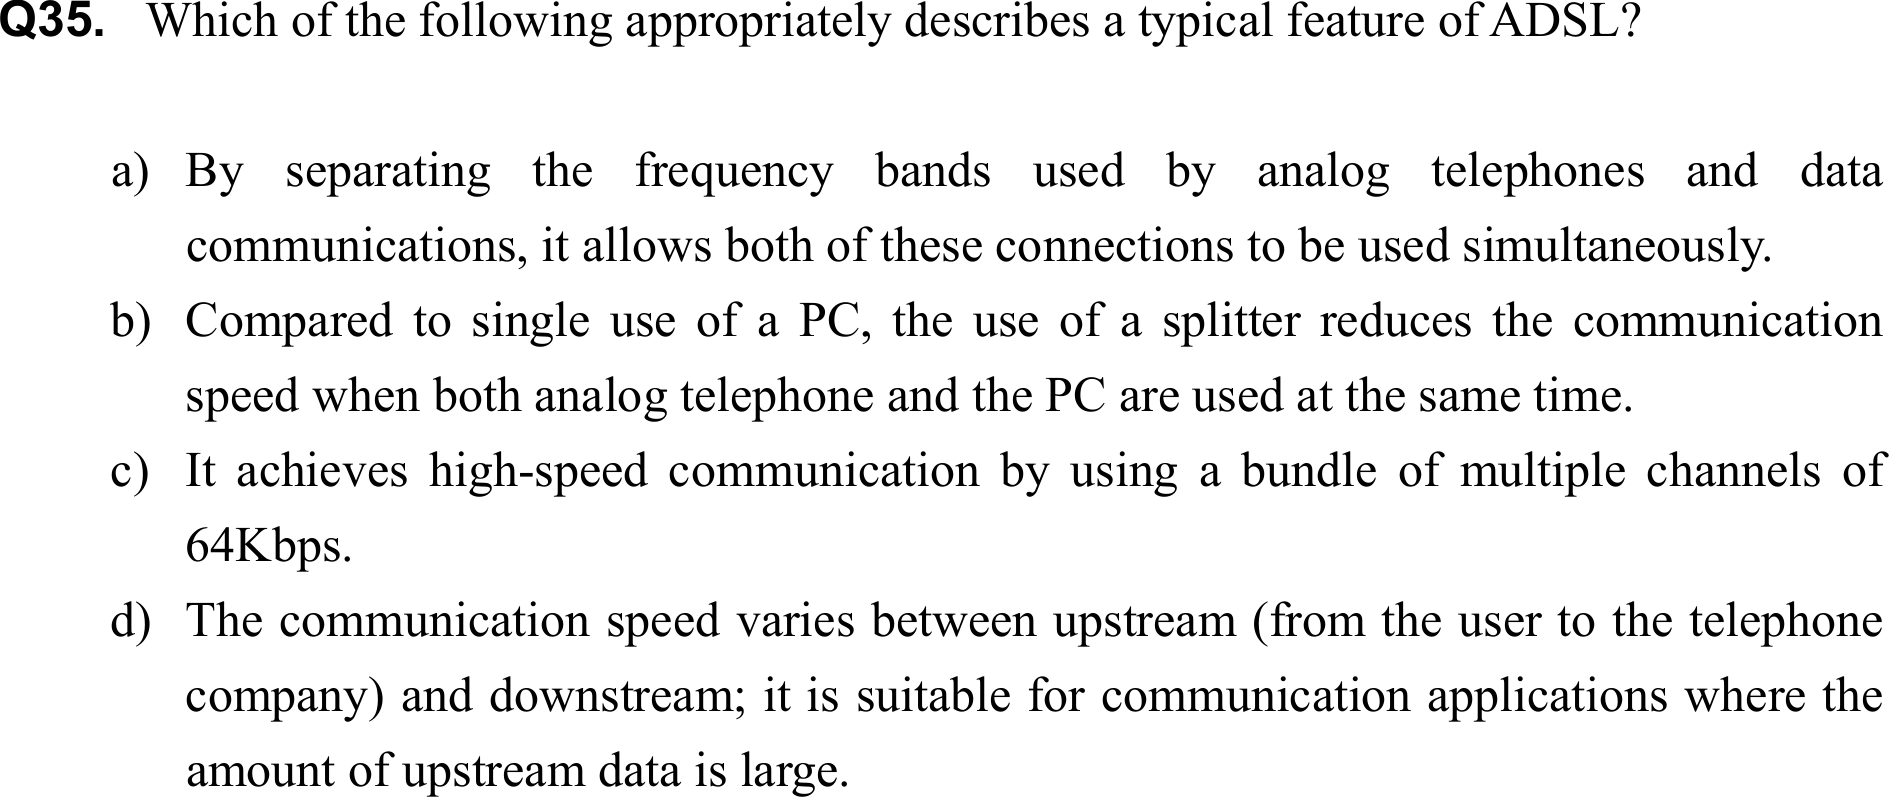 Q35. Which of the following appropriately describes a typical feature of ADSL?
a) By separating the frequency bands used by analog telephones and data
communications, it allows both of these connections to be used simultaneously.
b) Compared to single use of a PC, the use of a splitter reduces the communication
speed when both analog telephone and the PC are used at the same time.
c) It achieves high-speed communication by using a bundle of multiple channels of
64Kbps.
d) The communication speed varies between upstream (from the user to the telephone
company) and downstream; it is suitable for communication applications where the
amount of upstream data is large.